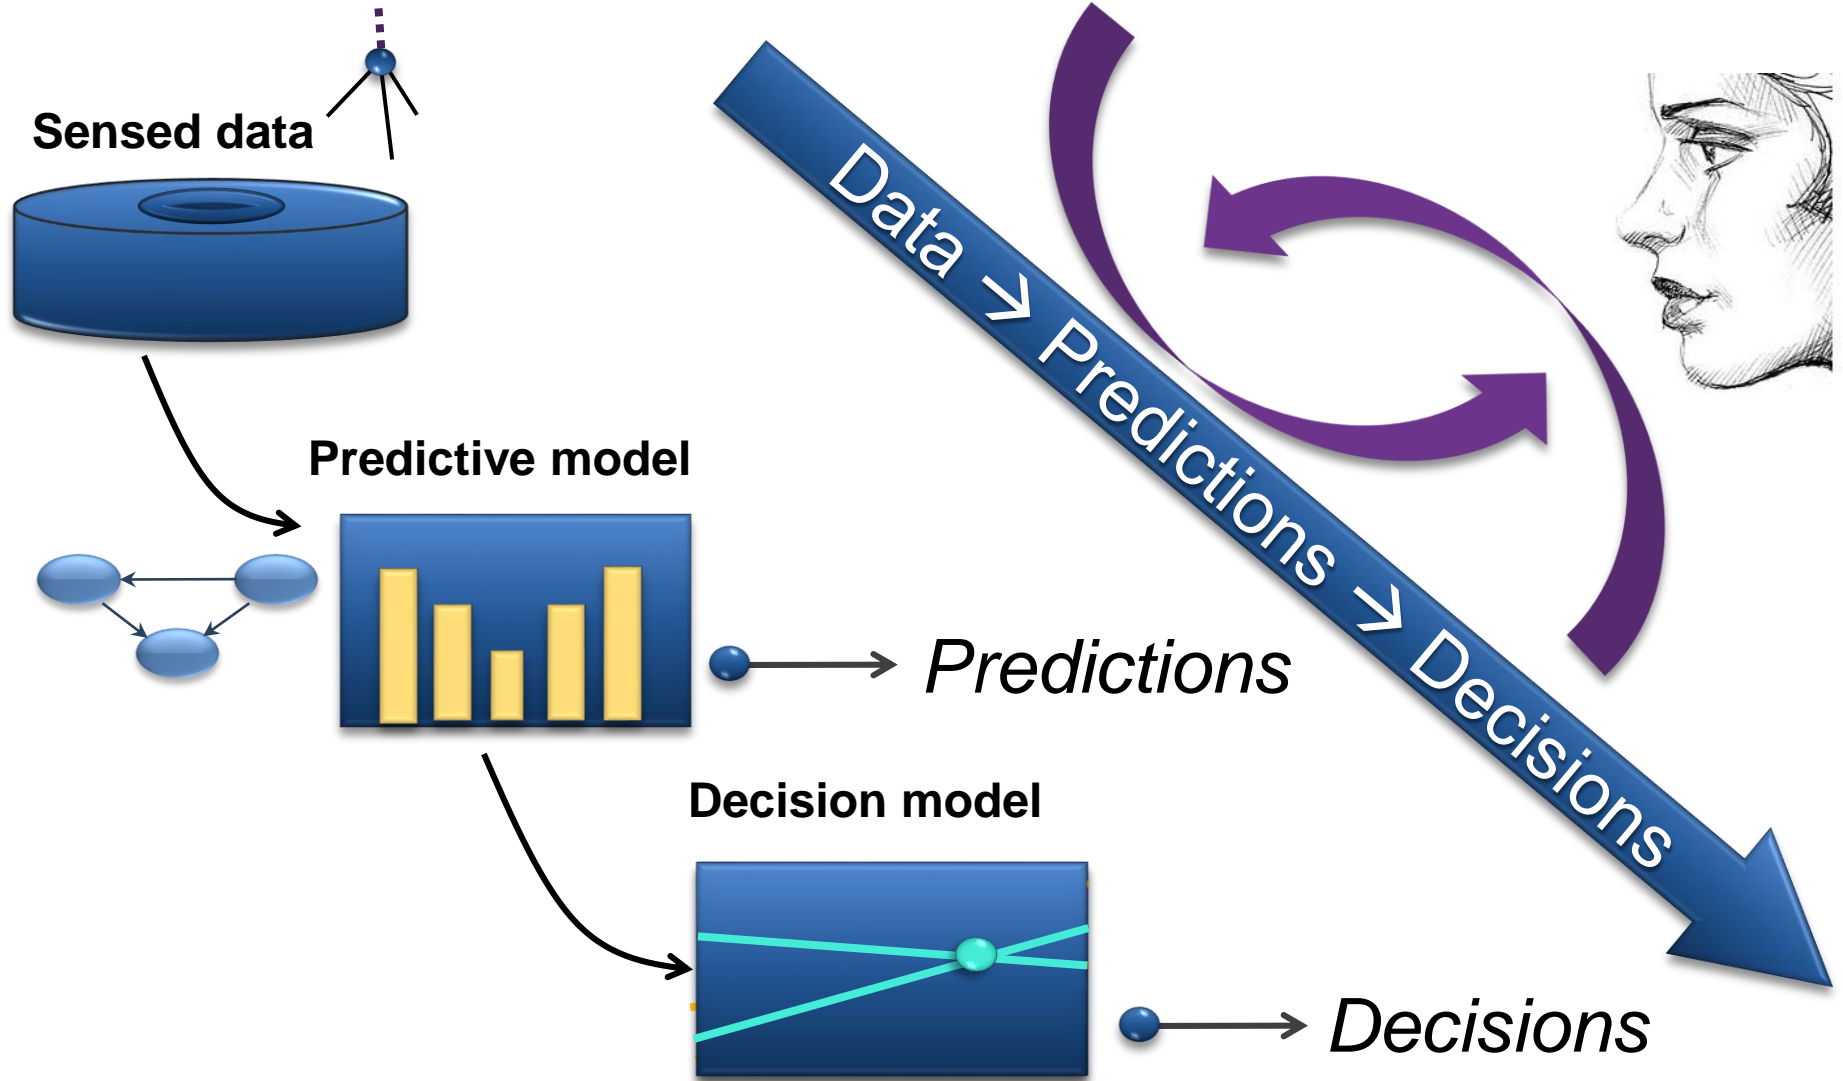 Sensed data
Data → Predictions → Decisions
Predictive model
Predictions
Decision model
Decisions